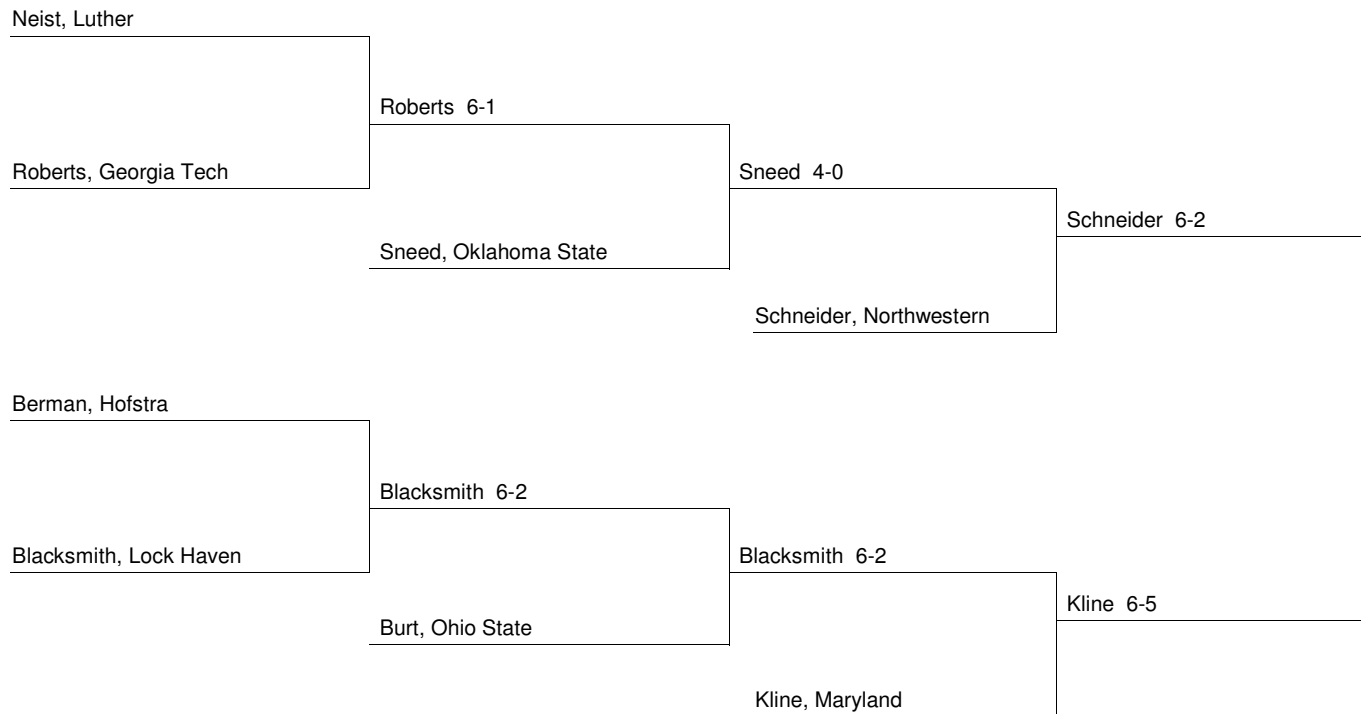 Neist, Luther
Roberts 6-1
Roberts, Georgia Tech
Sneed 4-0
Schneider 6-2
Sneed, Oklahoma State
Schneider, Northwestern
Berman, Hofstra
Blacksmith 6-2
Blacksmith, Lock Haven
Blacksmith 6-2
Kline 6-5
Burt, Ohio State
Kline, Maryland